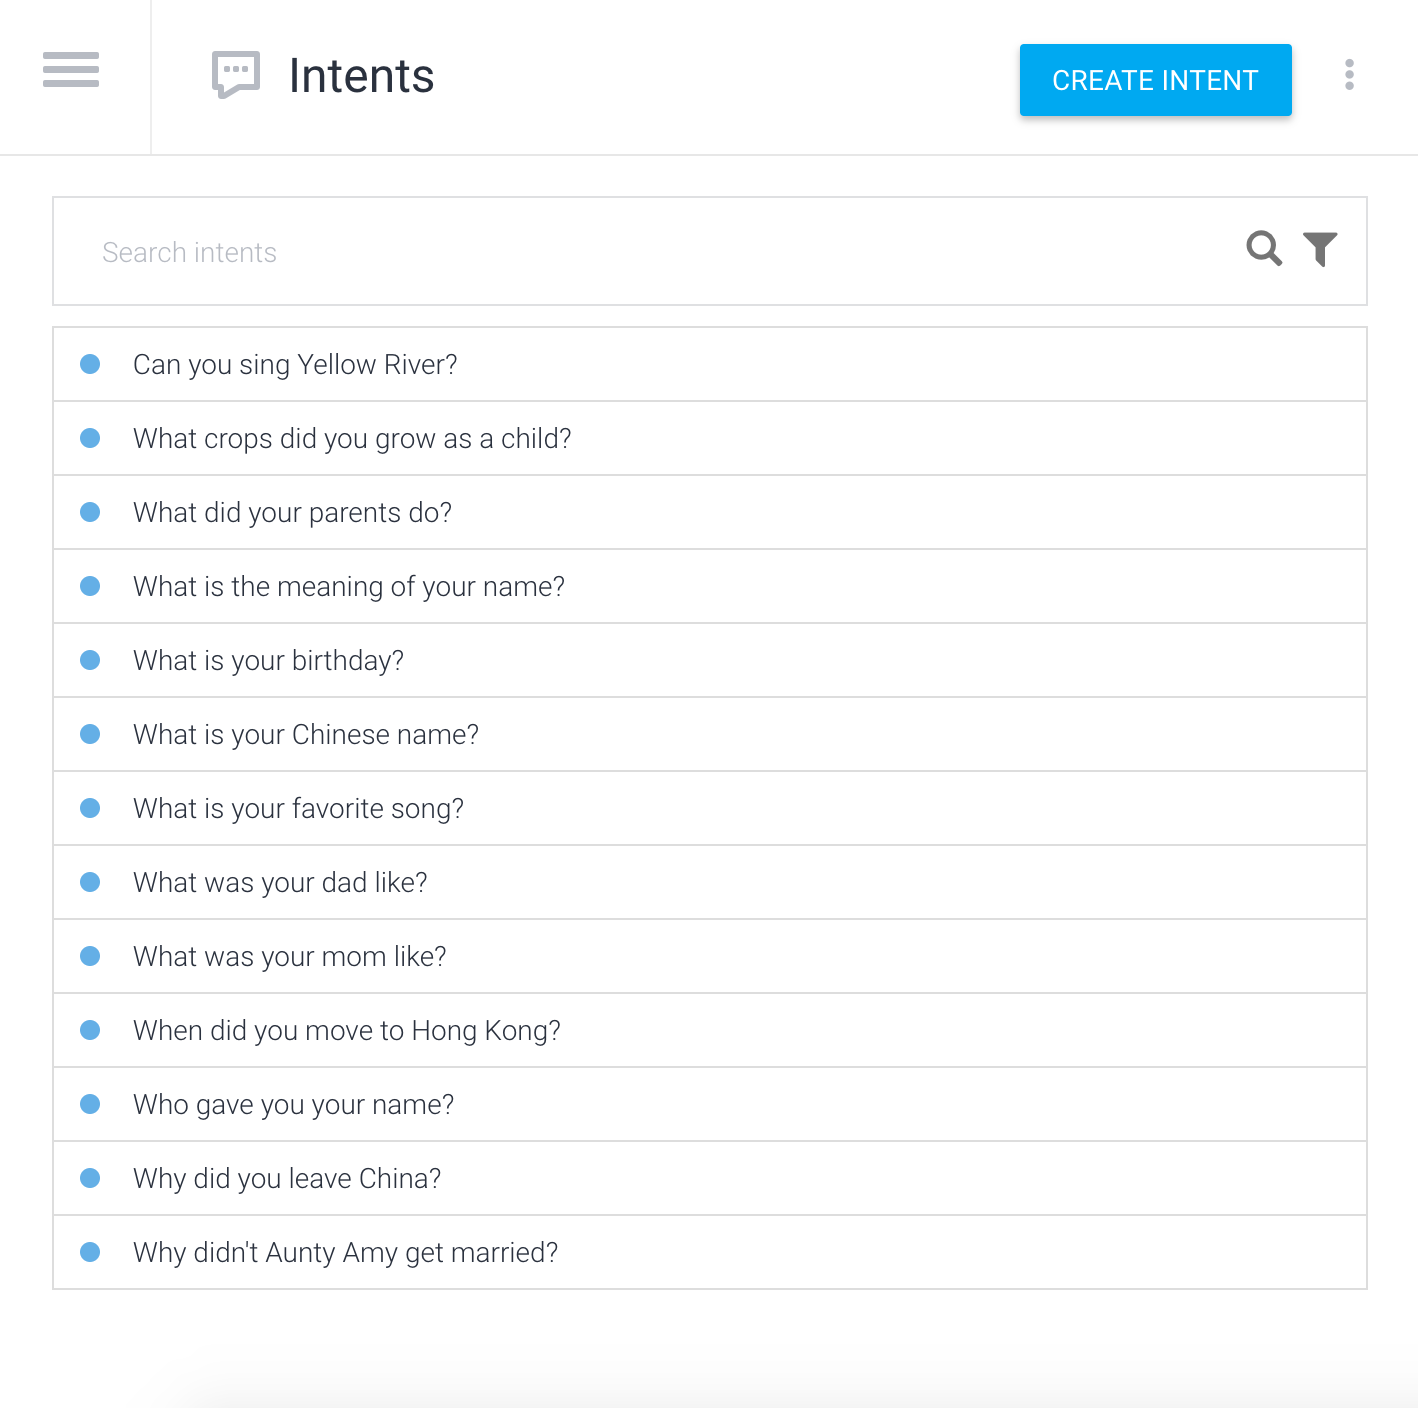 Intents
CREATE INTENT
Search intents
Can you sing Yellow River?
What crops did you grow as a child?
What did your parents do?
What is the meaning of your name?
What is your birthday?
What is your Chinese name?
What is your favorite song?
What was your dad like?
What was your mom like?
When did you move to Hong Kong?
Who gave you your name?
Why did you leave China?
Why didn't Aunty Amy get married?